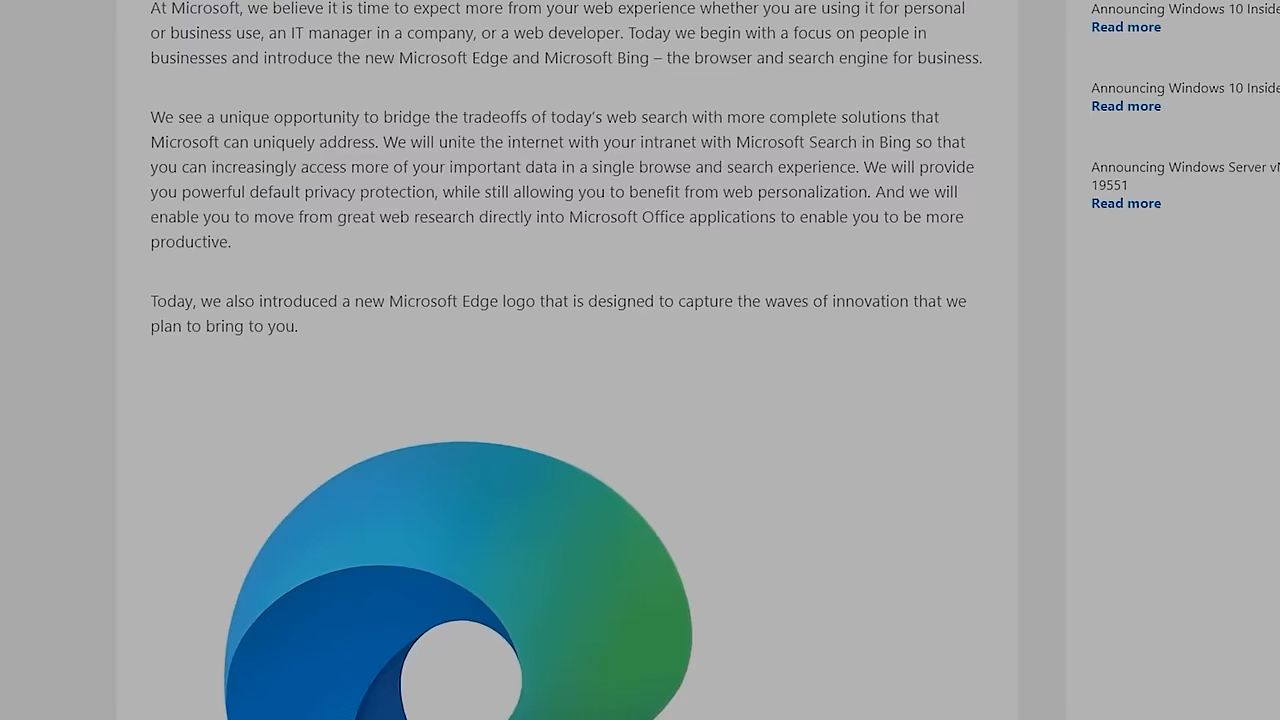 At Microsoft, we believe it is time to expect more from your web experience whether you are using it for personal
or business use, an IT manager in a company, or a web developer. Today we begin with a focus on people in
businesses and introduce the new Microsoft Edge and Microsoft Bing – the browser and search engine for business.
We see a unique opportunity to bridge the tradeoffs of today's web search with more complete solutions that
Microsoft can uniquely address. We will unite the internet with your intranet with Microsoft Search in Bing so that
you can increasingly access more of your important data in a single browse and search experience. We will provide
you powerful default privacy protection, while still allowing you to benefit from web personalization. And we will
enable you to move from great web research directly into Microsoft Office applications to enable you to be more
productive.
Today, we also introduced a new Microsoft Edge logo that is designed to capture the waves of innovation that we
plan to bring to you.
Announcing Windows 10
Read more
Announcing Windows 10
Read more
Announcing Windows Server
19551
Read more